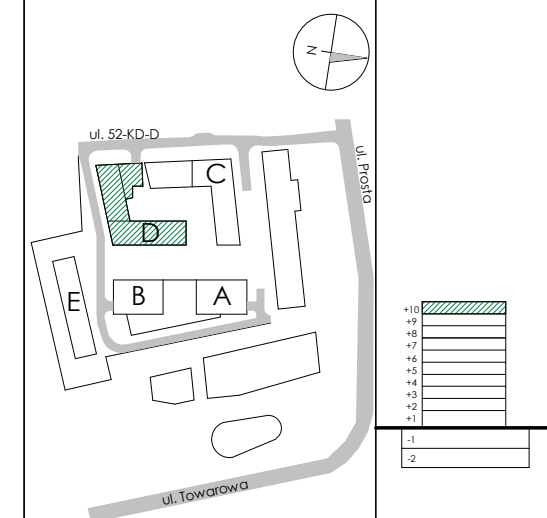 N
ul. 52-KD-D
ul. Prosta
C
D
E
B
A
ul. Towarowa
+10
+9
+8
+7
+6
+5
+4
+3
+2
+1
-1
-2